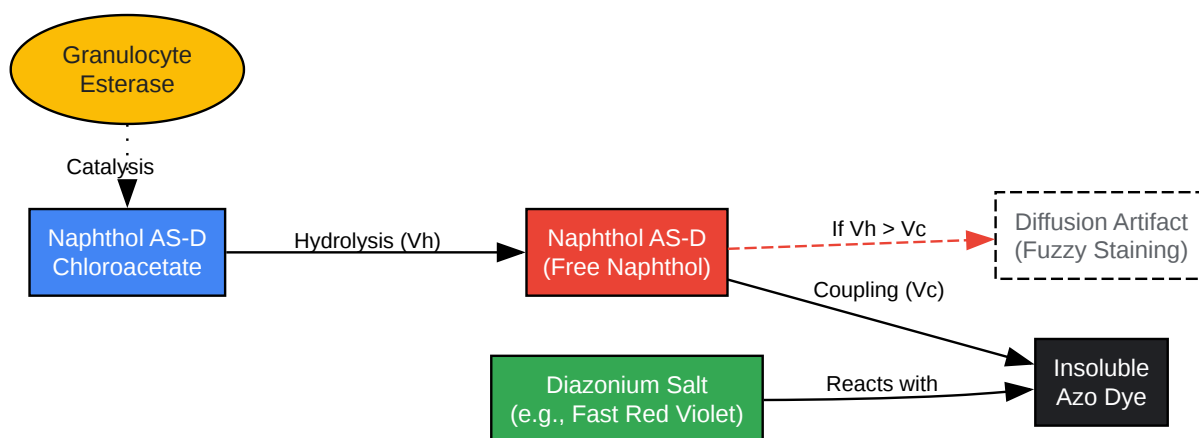 Granulocyte
Esterase
Catalysis
Naphthol AS-D
Chloroacetate
Hydrolysis (Vh)
Naphthol AS-D
(Free Naphthol)
If Vh > Vc
Diffusion Artifact
(Fuzzy Staining)
Coupling (Vc)
Diazonium Salt
(e.g., Fast Red Violet)
Reacts with
Insoluble
Azo Dye